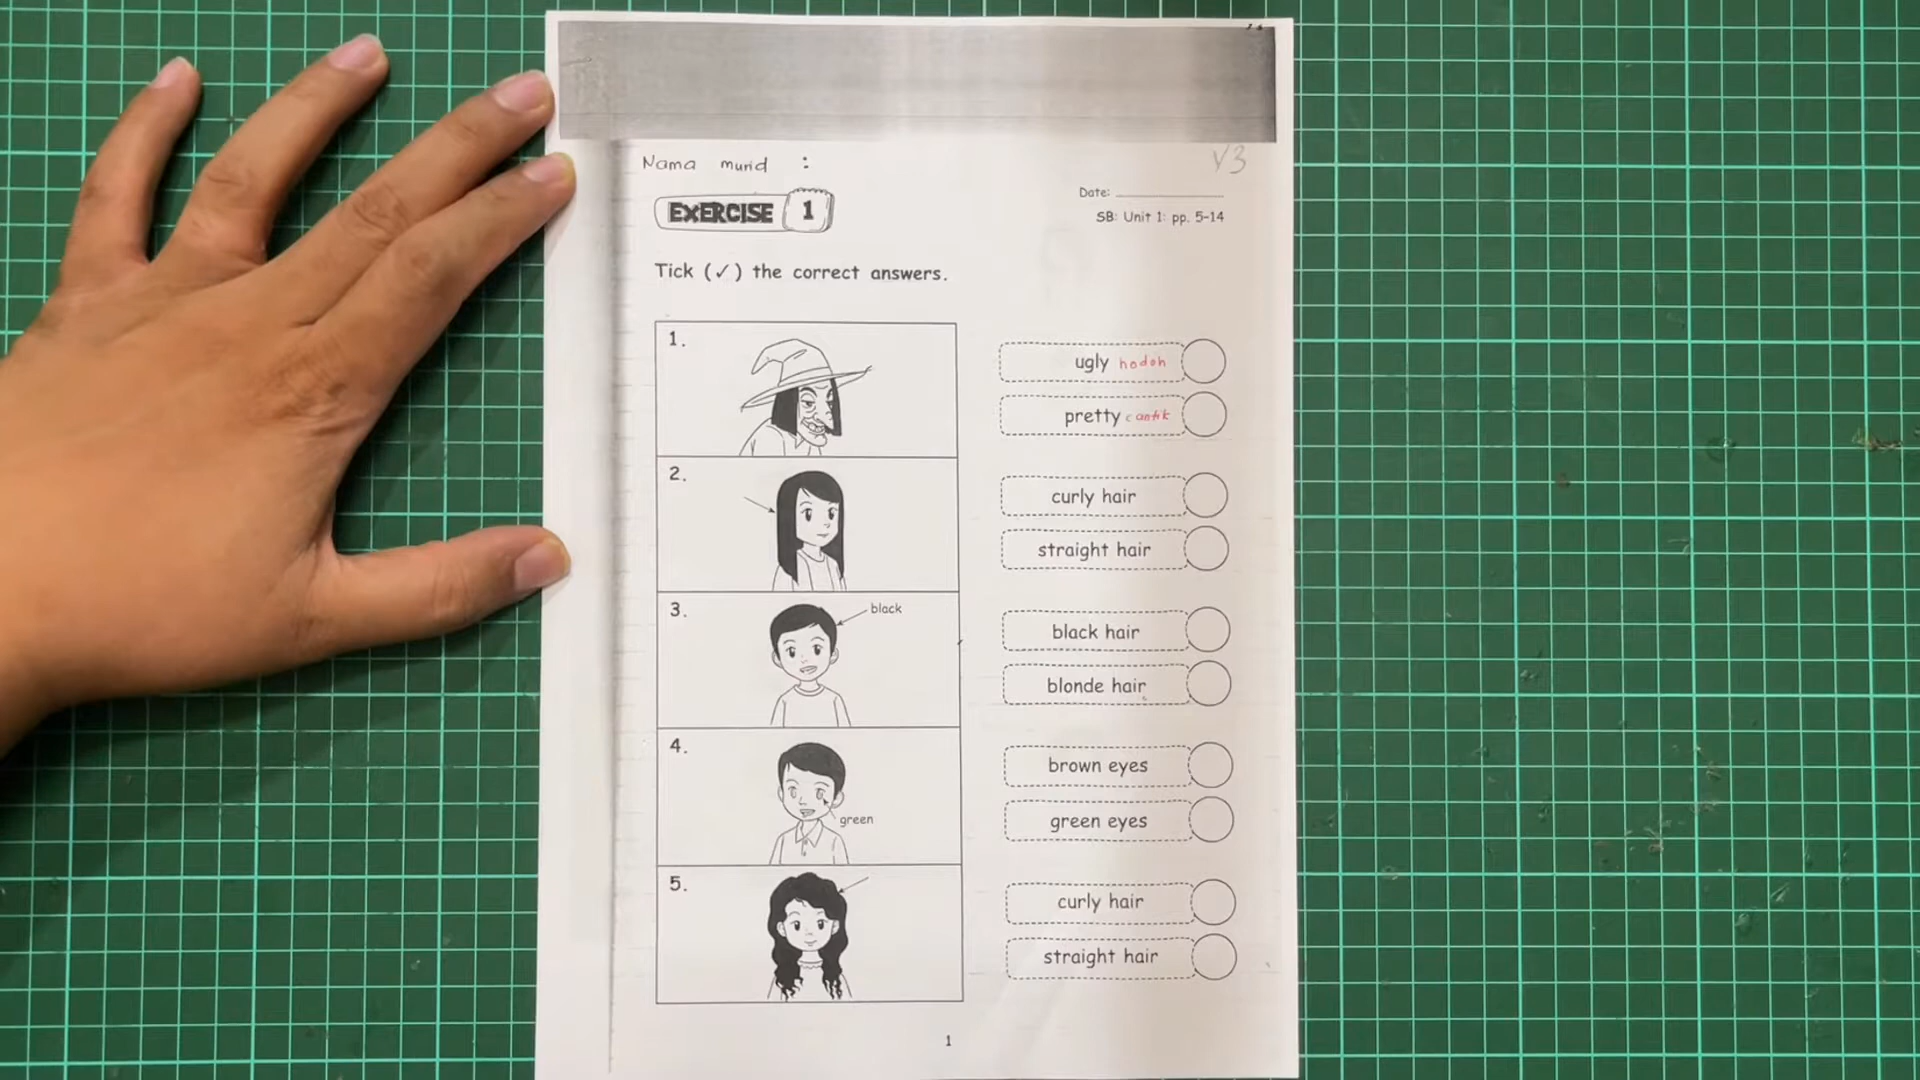 Nama murid :
Y3
EXERCISE 1
Date:
SB: Unit 1: pp. 5-14
Tick (✓) the correct answers.
1.
ugly hodoh
pretty cantik
2.
curly hair
straight hair
3.
black
black hair
blonde hair
4.
green
brown eyes
green eyes
5.
curly hair
straight hair
1